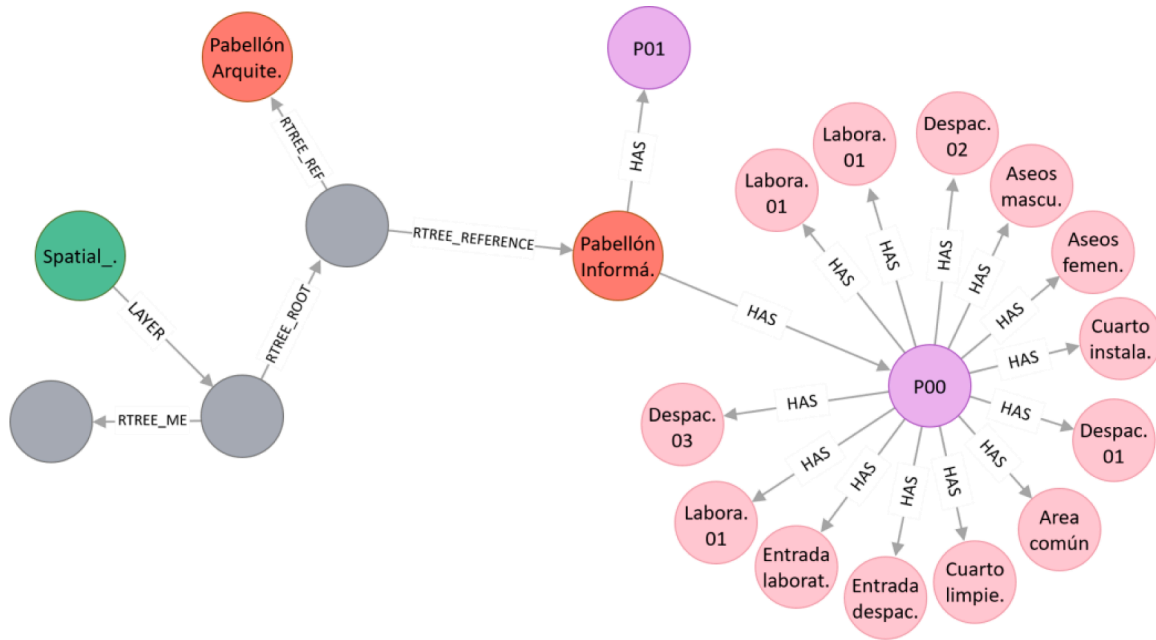 Pabellón
Arquite.
P01
RTREE_REF
HAS
Labora.
01
Labora.
01
Despac.
02
Aseos
mascu.
Aseos
femen.
Spatial_.
LAYER
RTREE_ROOT
RTREE_REFERENCE
Pabellón
Informá.
HAS
HAS
HAS
HAS
HAS
HAS
Cuarto
instala.
HAS
P00
RTREE_ME
Despac.
03
HAS
HAS
Despac.
01
HAS
HAS
HAS
HAS
HAS
Labora.
01
Entrada
laborat.
Entrada
despac.
Cuarto
limpie.
Area
común
HAS